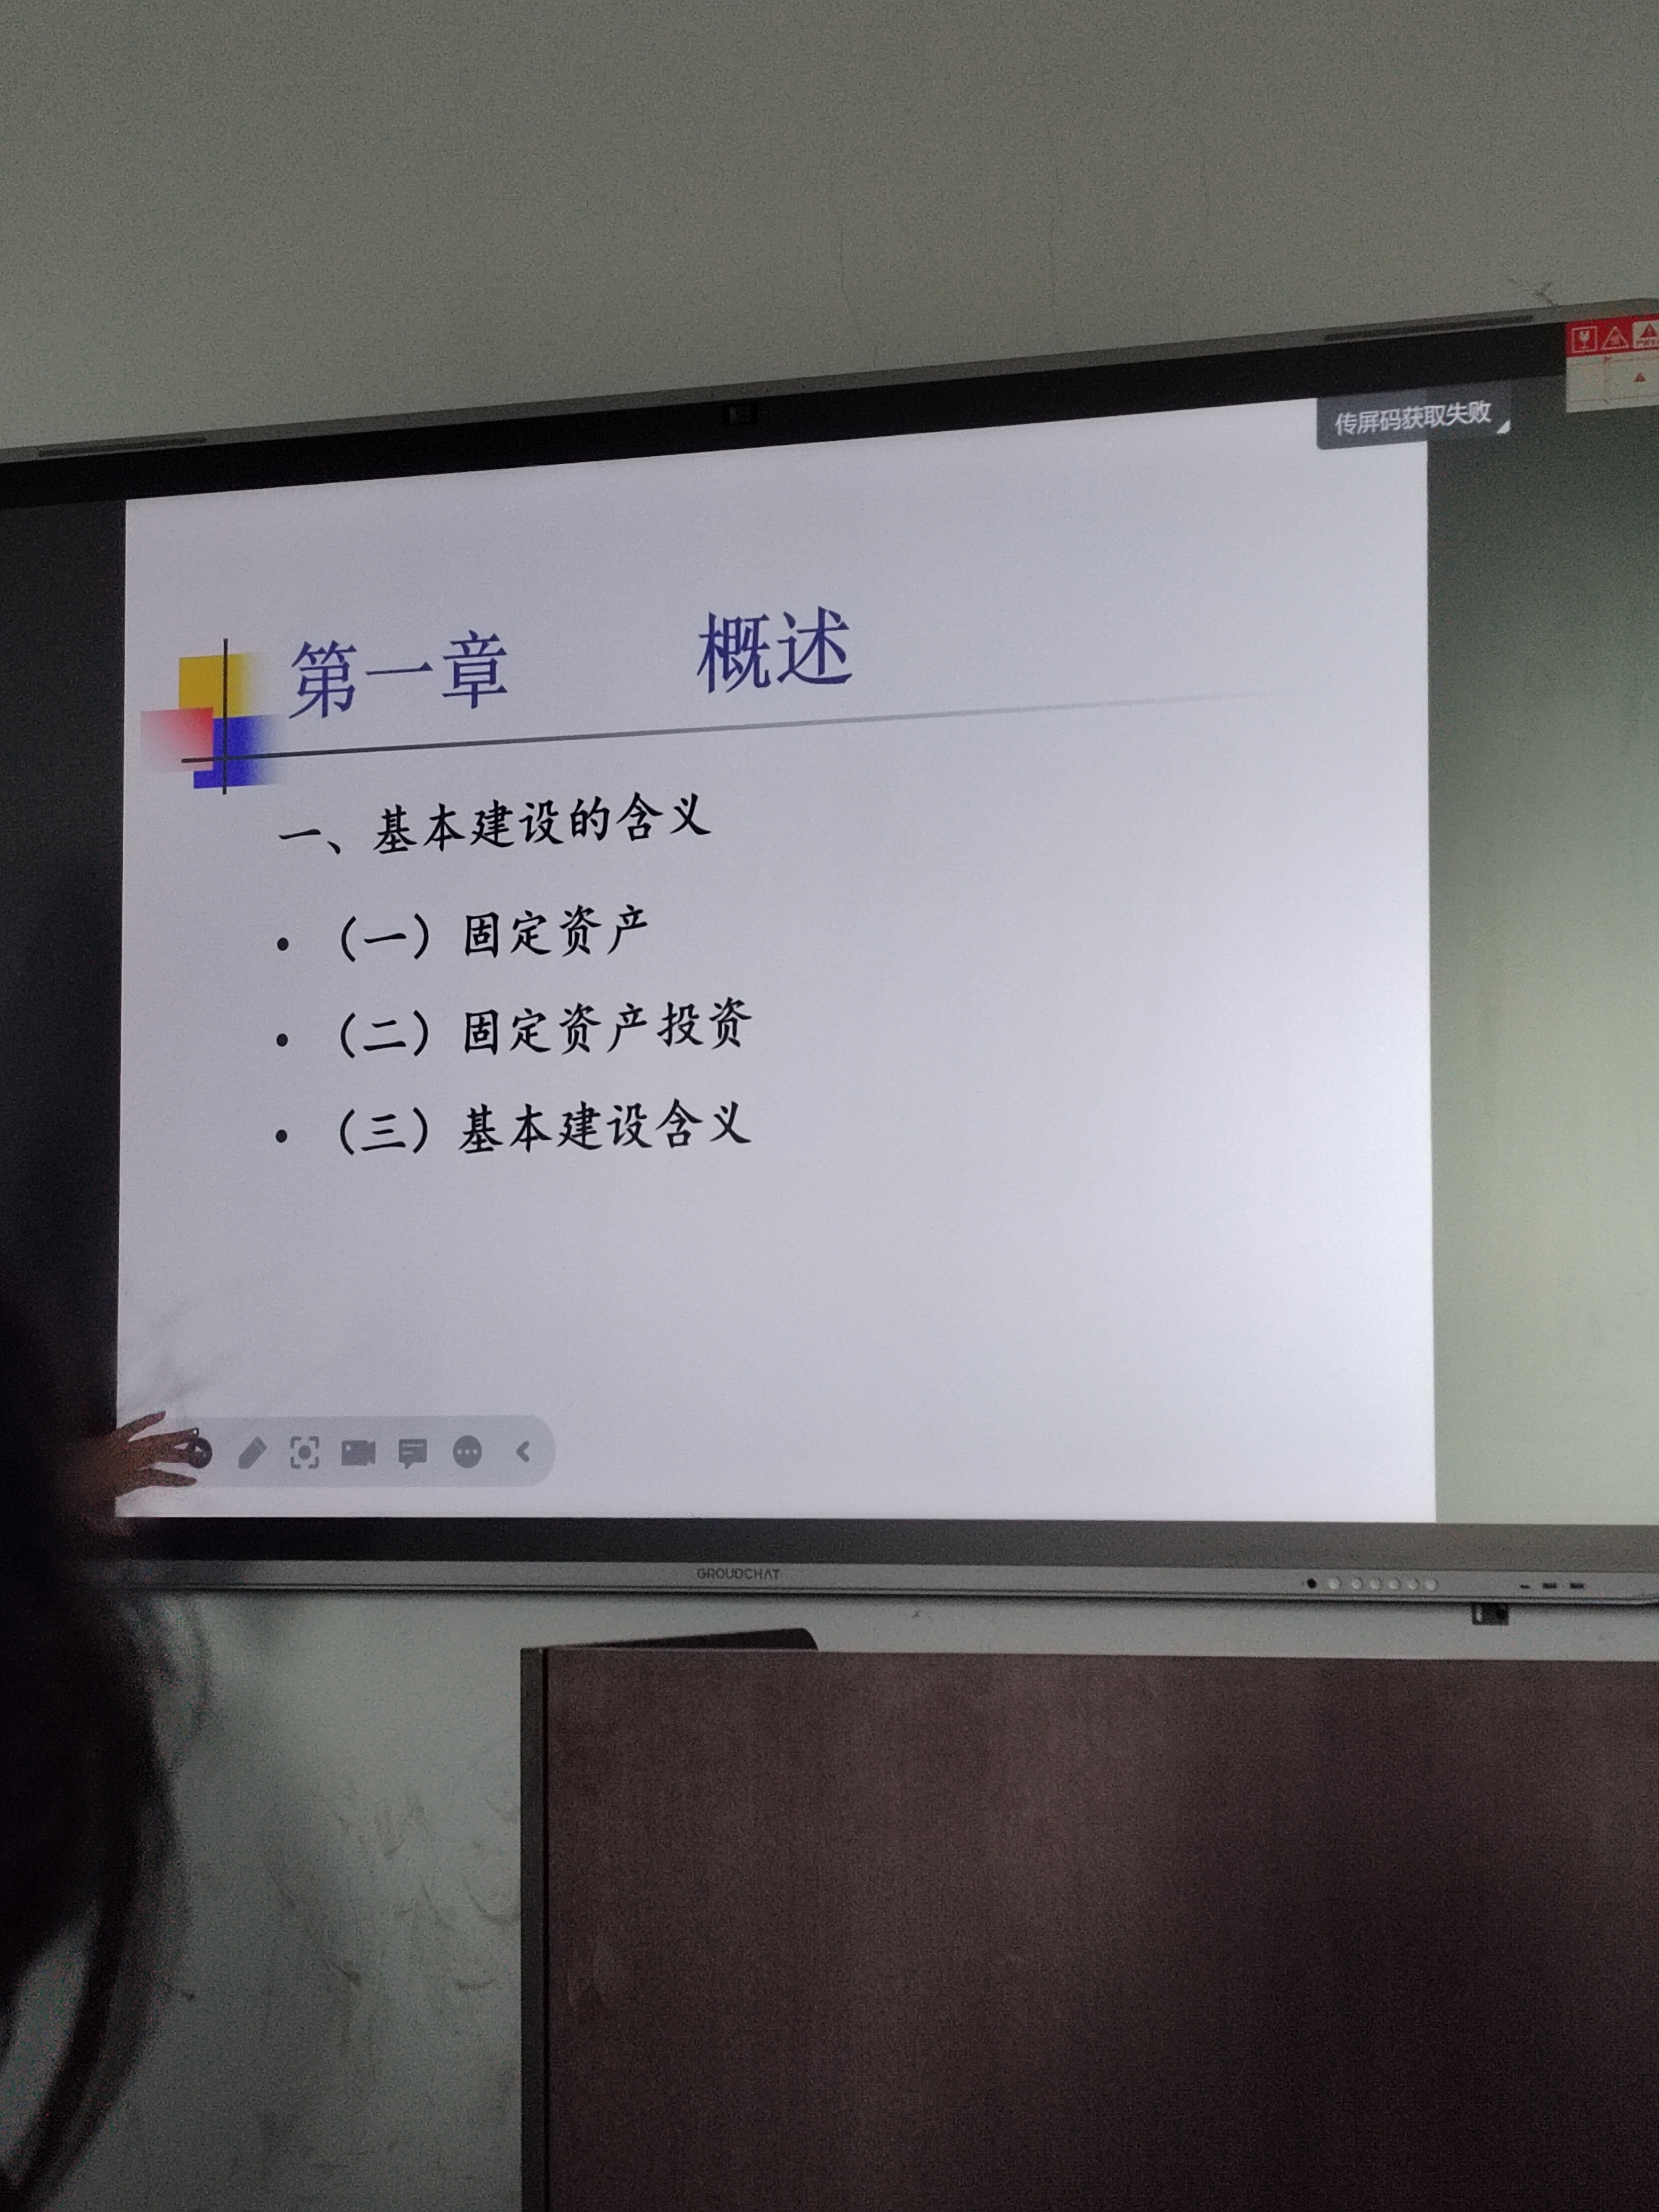 传屏码获取失败
第一章 概述
一、基本建设的含义
• （一）固定资产
• （二）固定资产投资
• （三）基本建设含义
GROUDCHAT